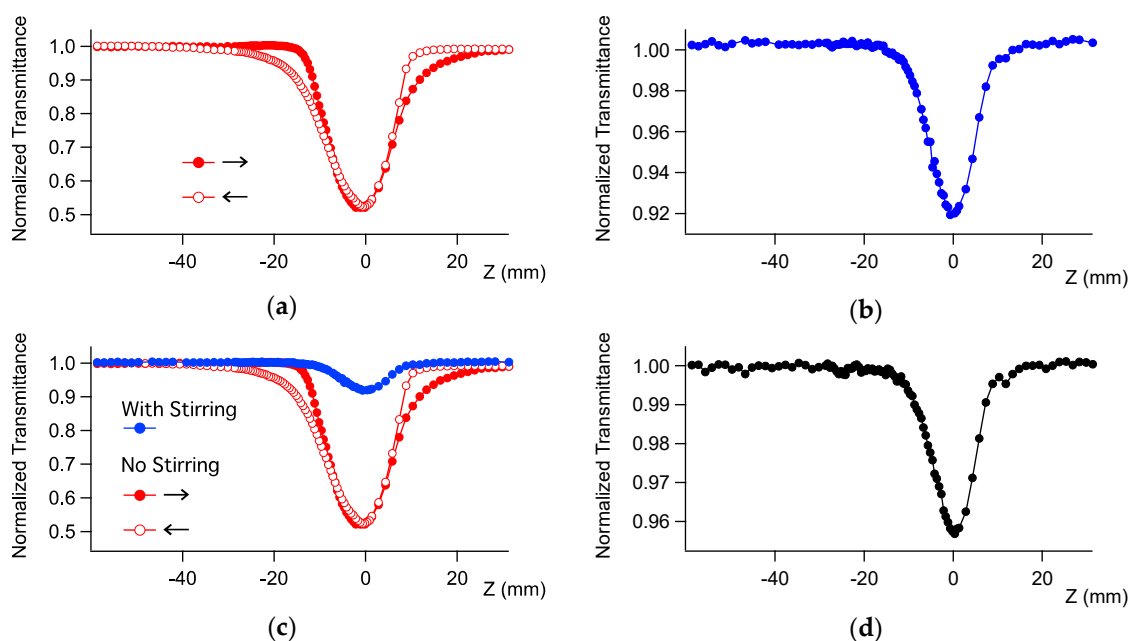 Normalized Transmittance
1.0
0.9
0.8
0.7
0.6
0.5
-40
-20
0
20
Z (mm)
(a)
Normalized Transmittance
1.00
0.98
0.96
0.94
0.92
-40
-20
0
20
Z (mm)
(b)
Normalized Transmittance
1.0
0.9
0.8
0.7
0.6
0.5
With Stirring
No Stirring
-40
-20
0
20
Z (mm)
(c)
Normalized Transmittance
1.00
0.99
0.98
0.97
0.96
-40
-20
0
20
Z (mm)
(d)